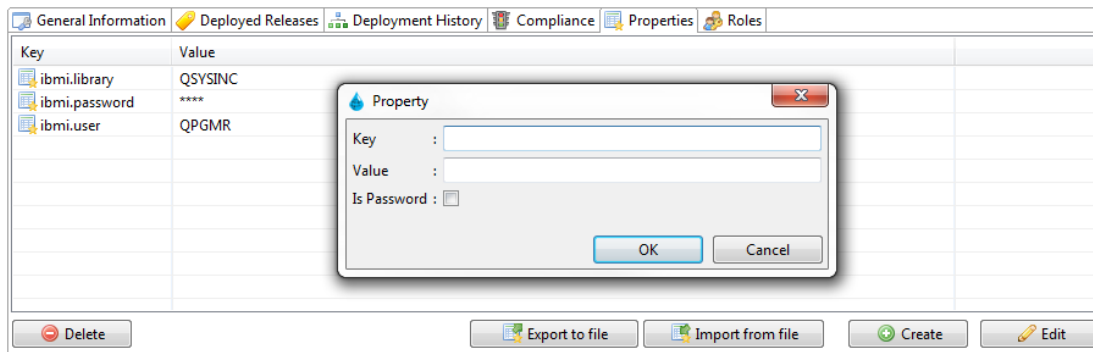 General Information Deployed Releases Deployment History Compliance Properties Roles
Key Value
ibmi.library QSYSINC
ibmi.password ****
ibmi.user QPGMR
Property
Key :
Value :
Is Password :
OK Cancel
Delete Export to file Import from file Create Edit